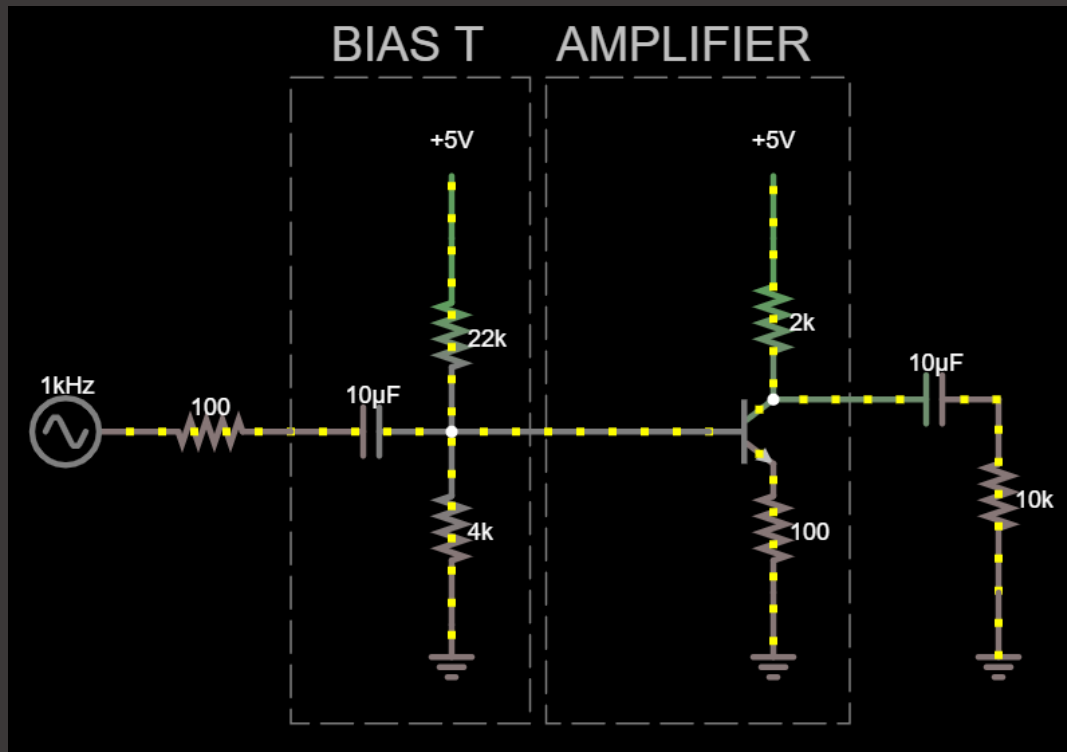 BIAS T
AMPLIFIER
+5V
+5V
22k
2k
1kHz
100
10µF
10µF
4k
100
10k